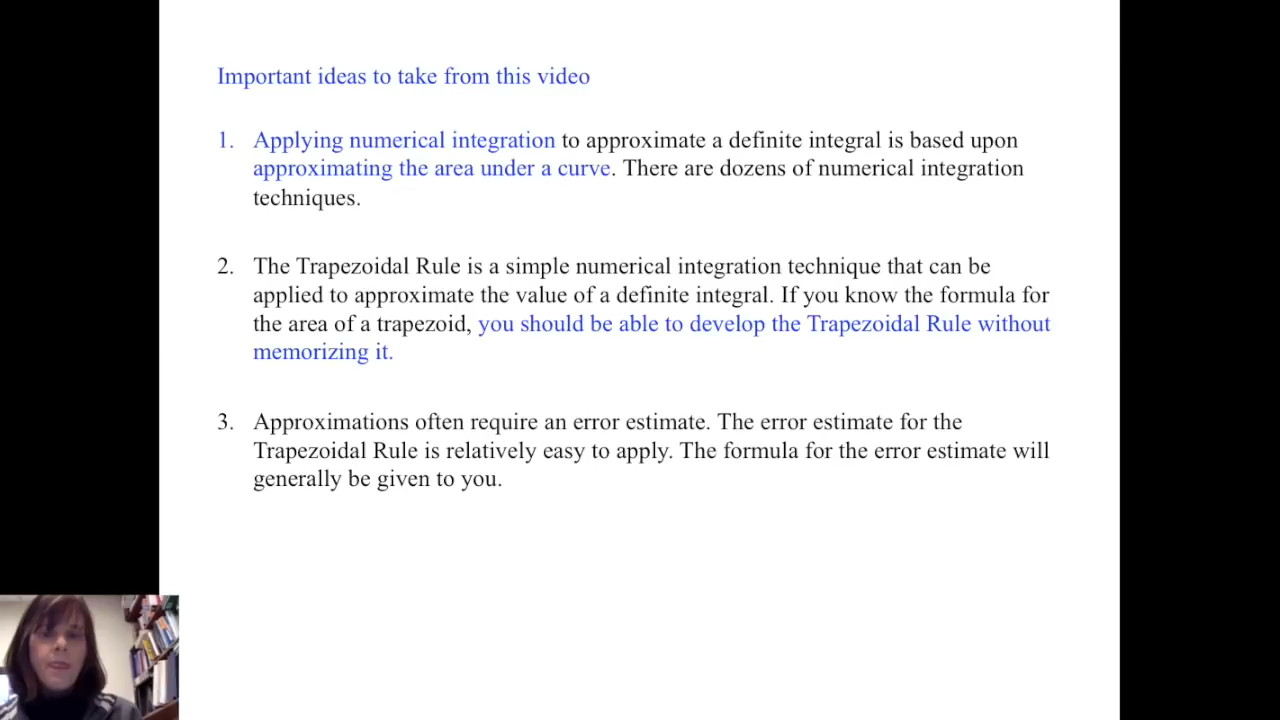 Important ideas to take from this video
1. Applying numerical integration to approximate a definite integral is based upon
approximating the area under a curve. There are dozens of numerical integration
techniques.
2. The Trapezoidal Rule is a simple numerical integration technique that can be
applied to approximate the value of a definite integral. If you know the formula for
the area of a trapezoid, you should be able to develop the Trapezoidal Rule without
memorizing it.
3. Approximations often require an error estimate. The error estimate for the
Trapezoidal Rule is relatively easy to apply. The formula for the error estimate will
generally be given to you.